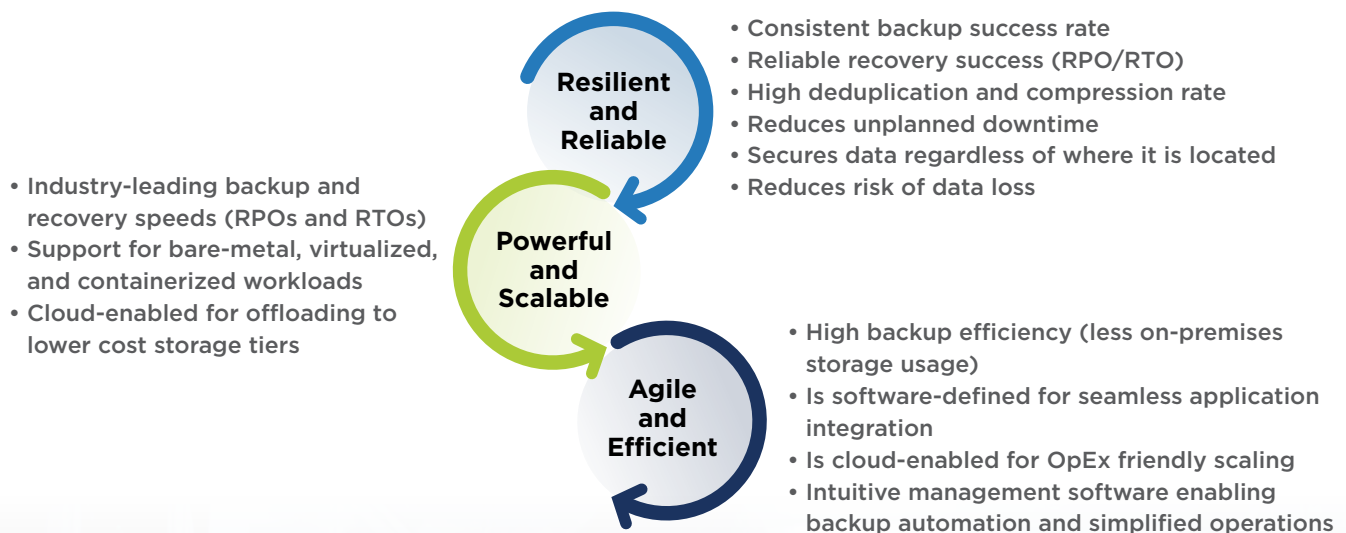 Resilient
and
Reliable
• Consistent backup success rate
• Reliable recovery success (RPO/RTO)
• High deduplication and compression rate
• Reduces unplanned downtime
• Secures data regardless of where it is located
• Reduces risk of data loss
Powerful
and
Scalable
• Industry-leading backup and
recovery speeds (RPOs and RTOs)
• Support for bare-metal, virtualized,
and containerized workloads
• Cloud-enabled for offloading to
lower cost storage tiers
Agile
and
Efficient
• High backup efficiency (less on-premises
storage usage)
• Is software-defined for seamless application
integration
• Is cloud-enabled for OpEx friendly scaling
• Intuitive management software enabling
backup automation and simplified operations